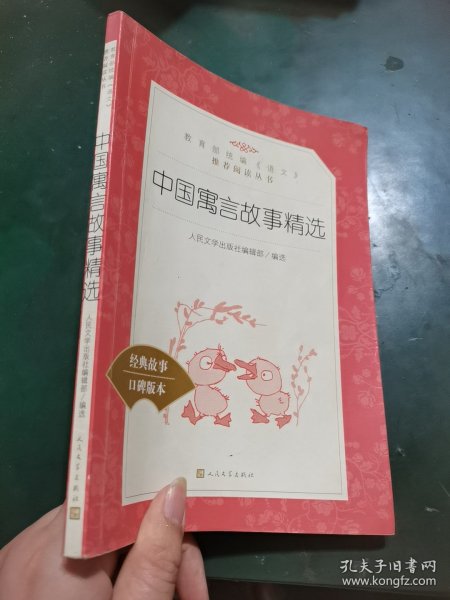 教育部统编《语文》
推荐阅读丛书
中国寓言故事精选
人民文学出版社编辑部/编选
经典故事
口碑版本
人民文学出版社
中国寓言故事精选
人民文学出版社编辑部/编选
孔夫子旧书网
www.kongfz.com